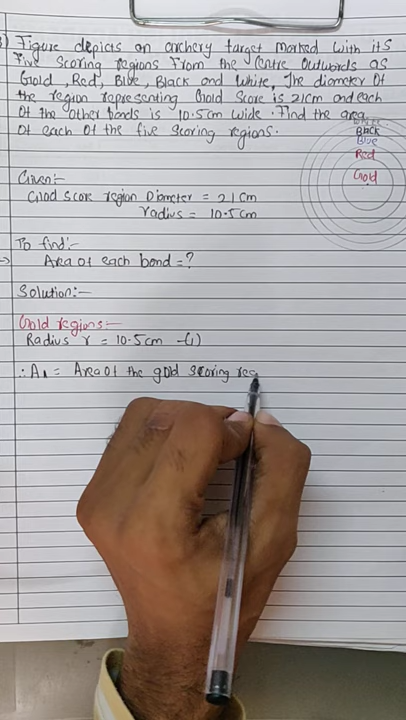 Figure depicts an archery target marked with its
Five Scoring regions From the Centre Outwords as
Gold, Red, Blue, Black and White, The diameter Of
the region representing Gold Score is 21cm and each
Of the Other bands is 10.5cm wide. Find the area
Of each Of the five Scoring regions.
Black
Blue
Red
Gold
Given:-
Glod score region Diameter = 21cm
radius = 10.5cm
To find:-
Area of each bond = ?
Solution:-
Gold regions:-
Radius r = 10.5cm -(1)
∴ A1 = Area Of the gold scoring reg